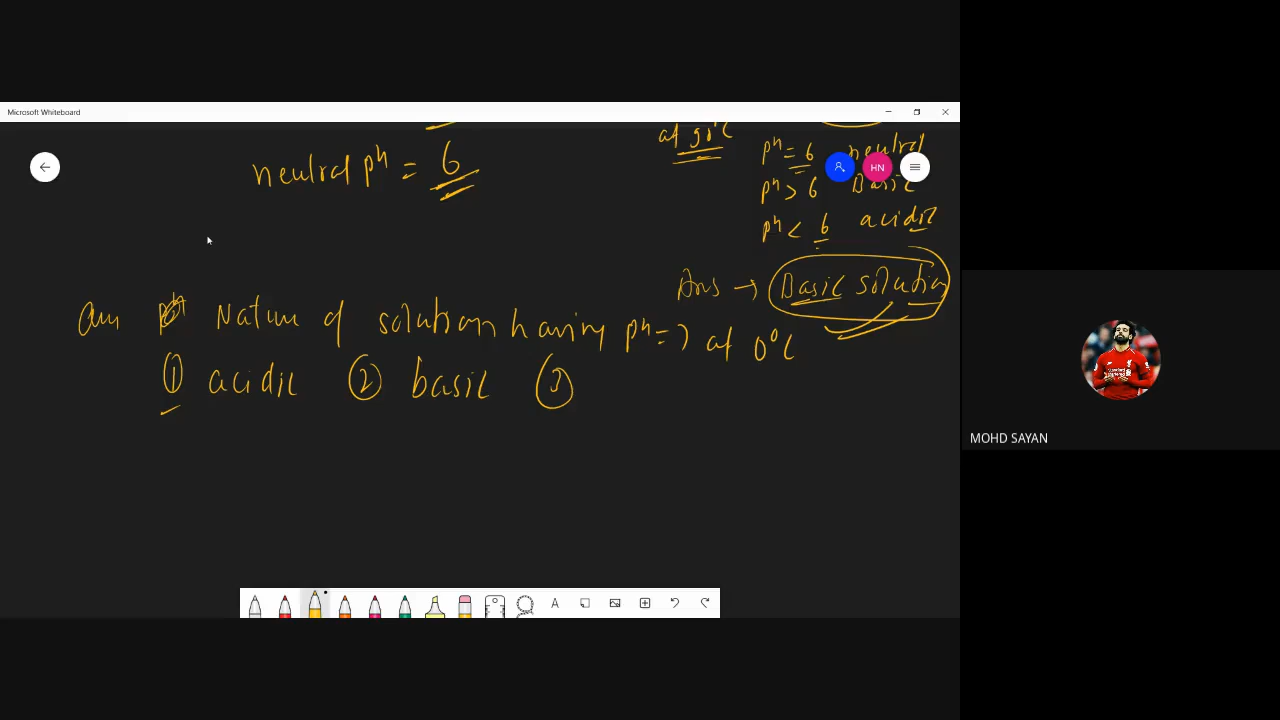 Microsoft Whiteboard
at 90°C
neutral pH = 6
pH = 6 neutral
pH > 6 Basic
pH < 6 acidic
HN
Ans → Basic solution
Nature of solution having pH = 7 at 0°C
① acidic ② basic ③
MOHD SAYAN
A